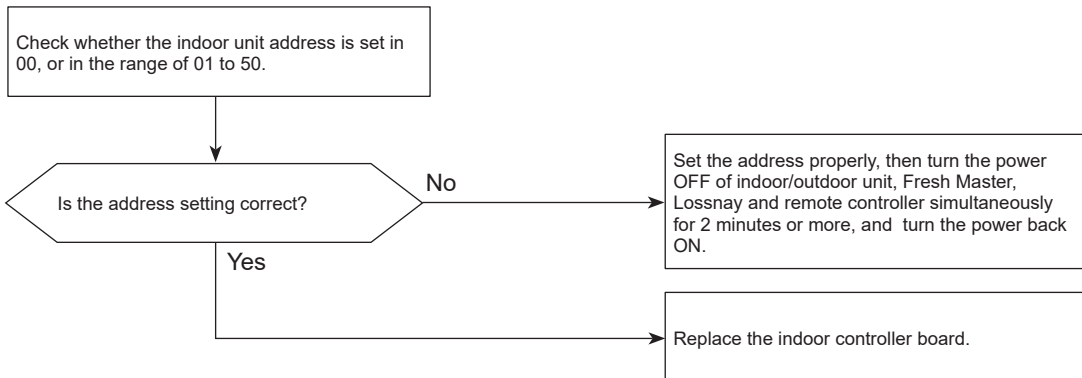 Check whether the indoor unit address is set in
00, or in the range of 01 to 50.
Is the address setting correct?
No
Set the address properly, then turn the power
OFF of indoor/outdoor unit, Fresh Master,
Lossnay and remote controller simultaneously
for 2 minutes or more, and turn the power back
ON.
Yes
Replace the indoor controller board.